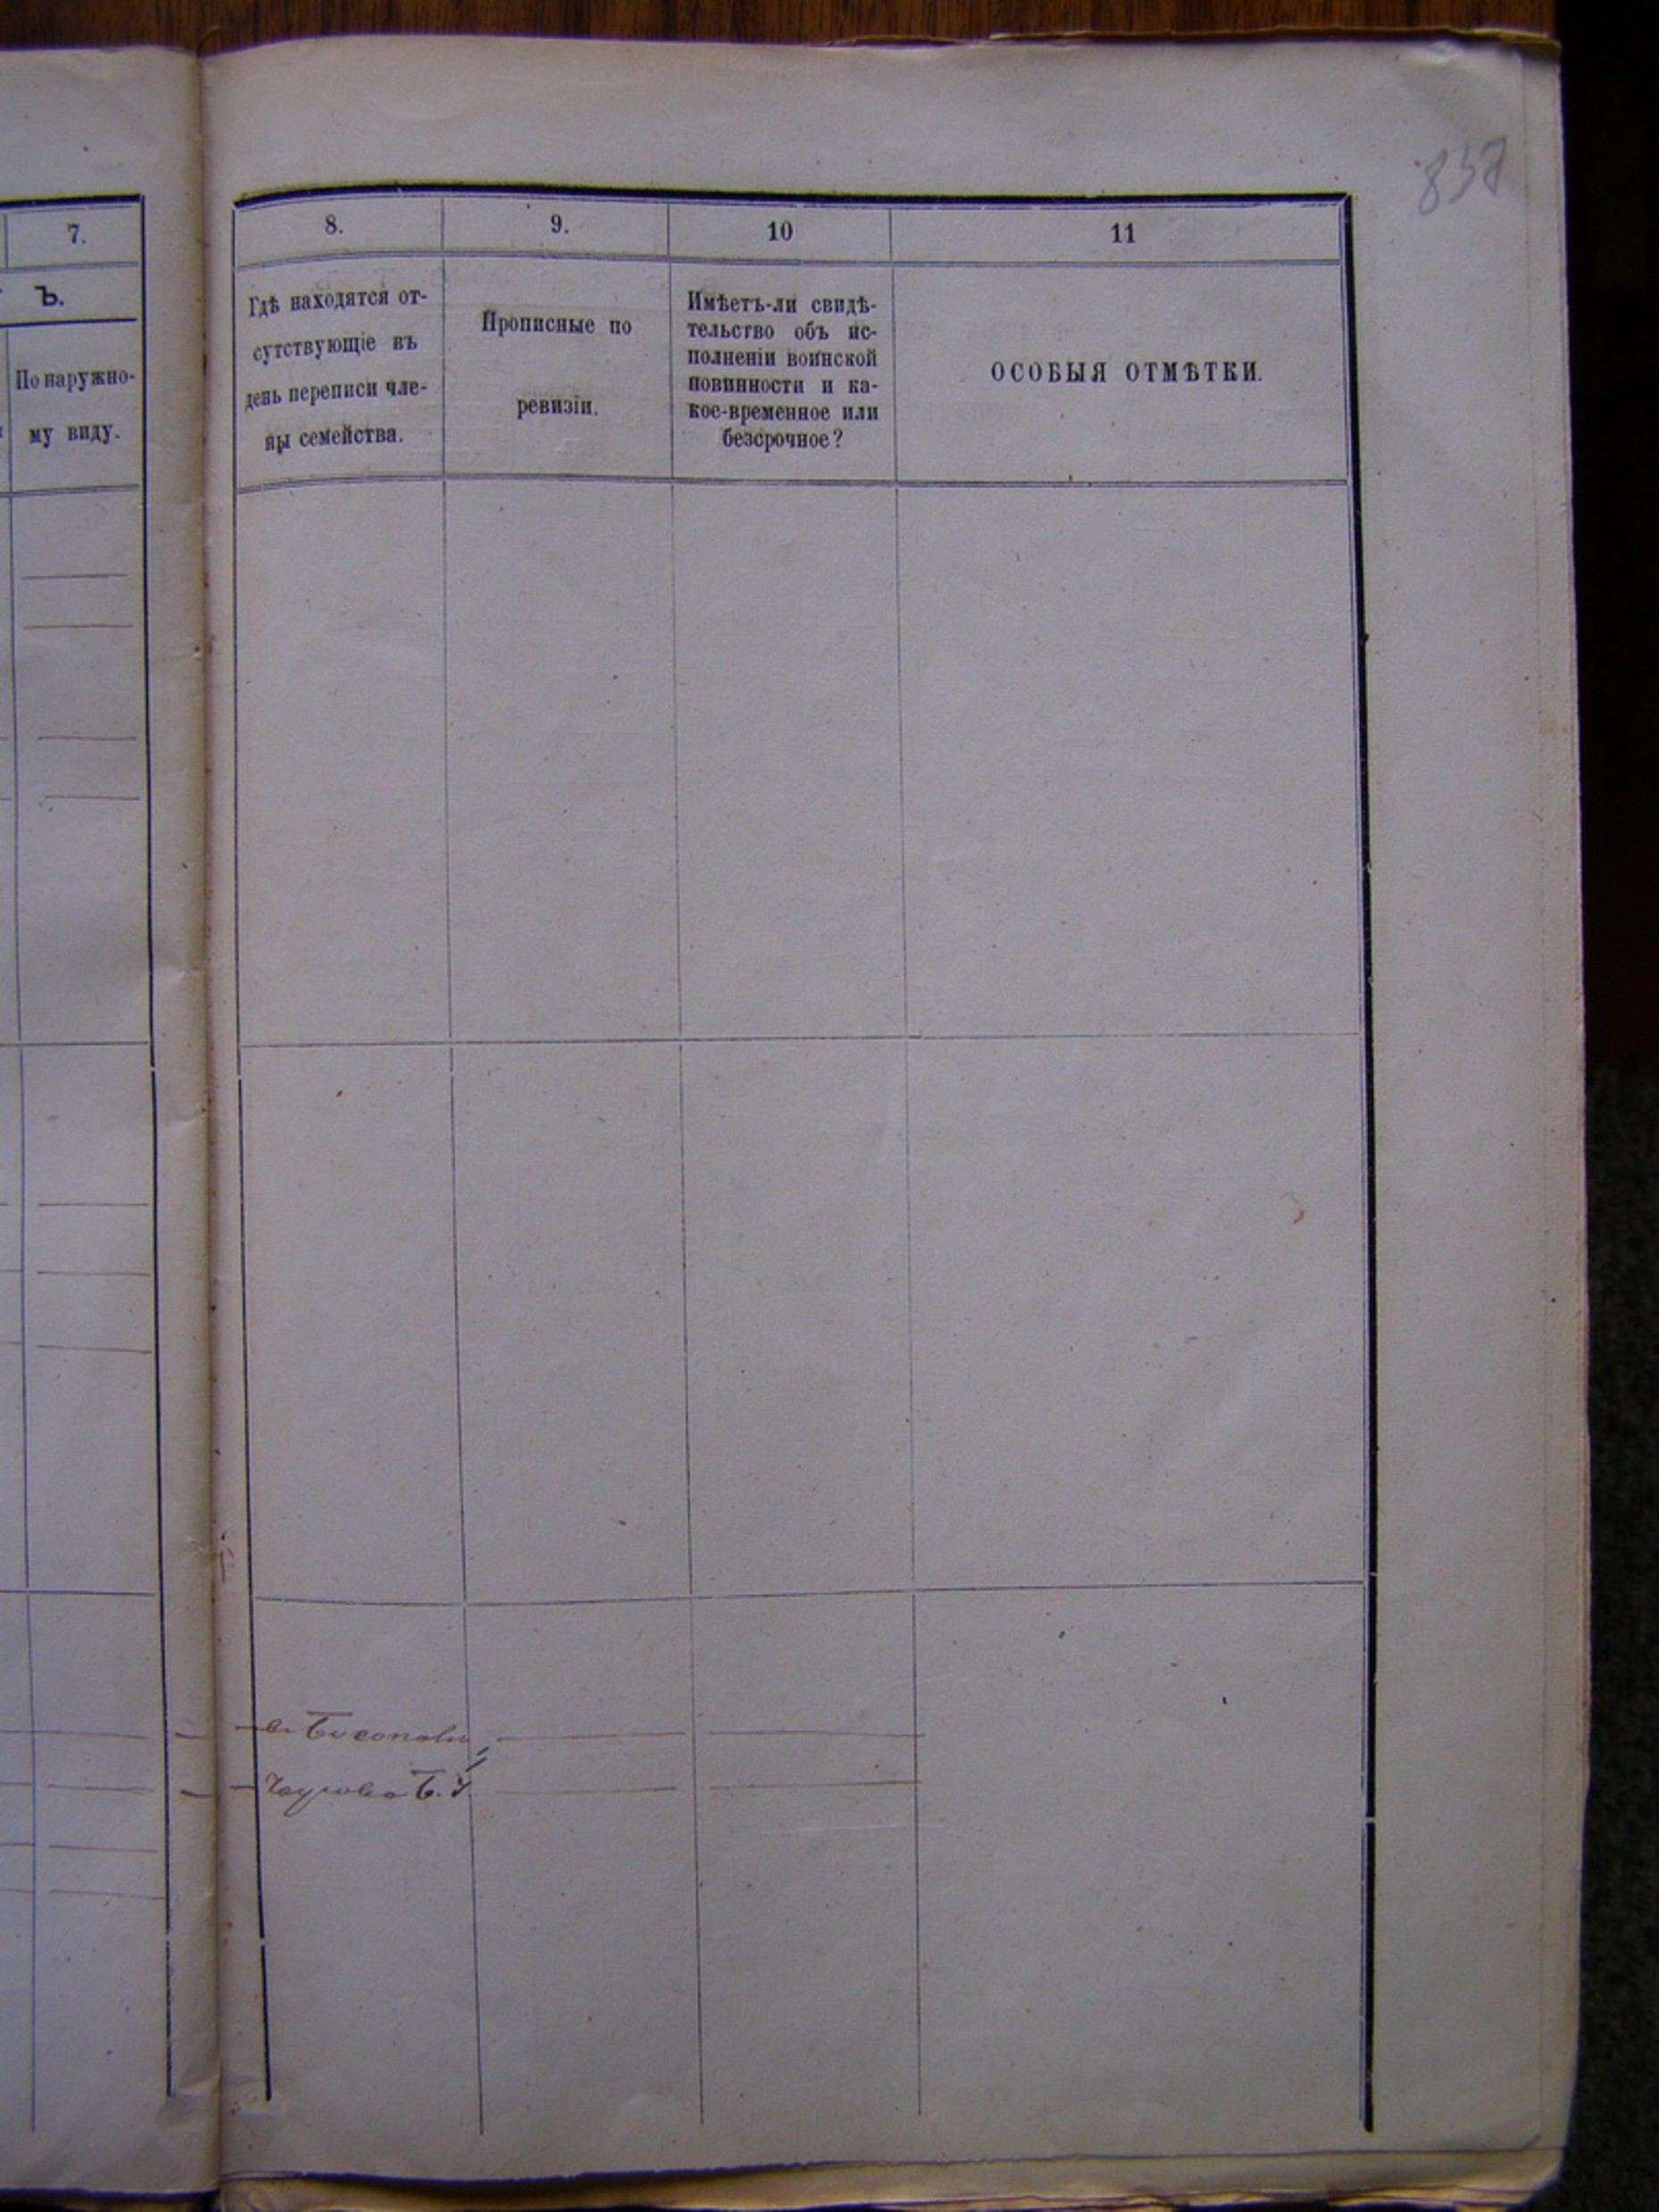 837
7.
Ъ.
По наружно-
му виду.
8.
9.
10
11
Гдѣ находятся от-
сутствующіе въ
день переписи чле-
ны семейства.
Прописные по
ревизіи.
Имѣетъ-ли свидѣ-
тельство объ ис-
полненіи воинской
повинности и ка-
кое-временное или
безсрочное?
ОСОБЫЯ ОТМѢТКИ.